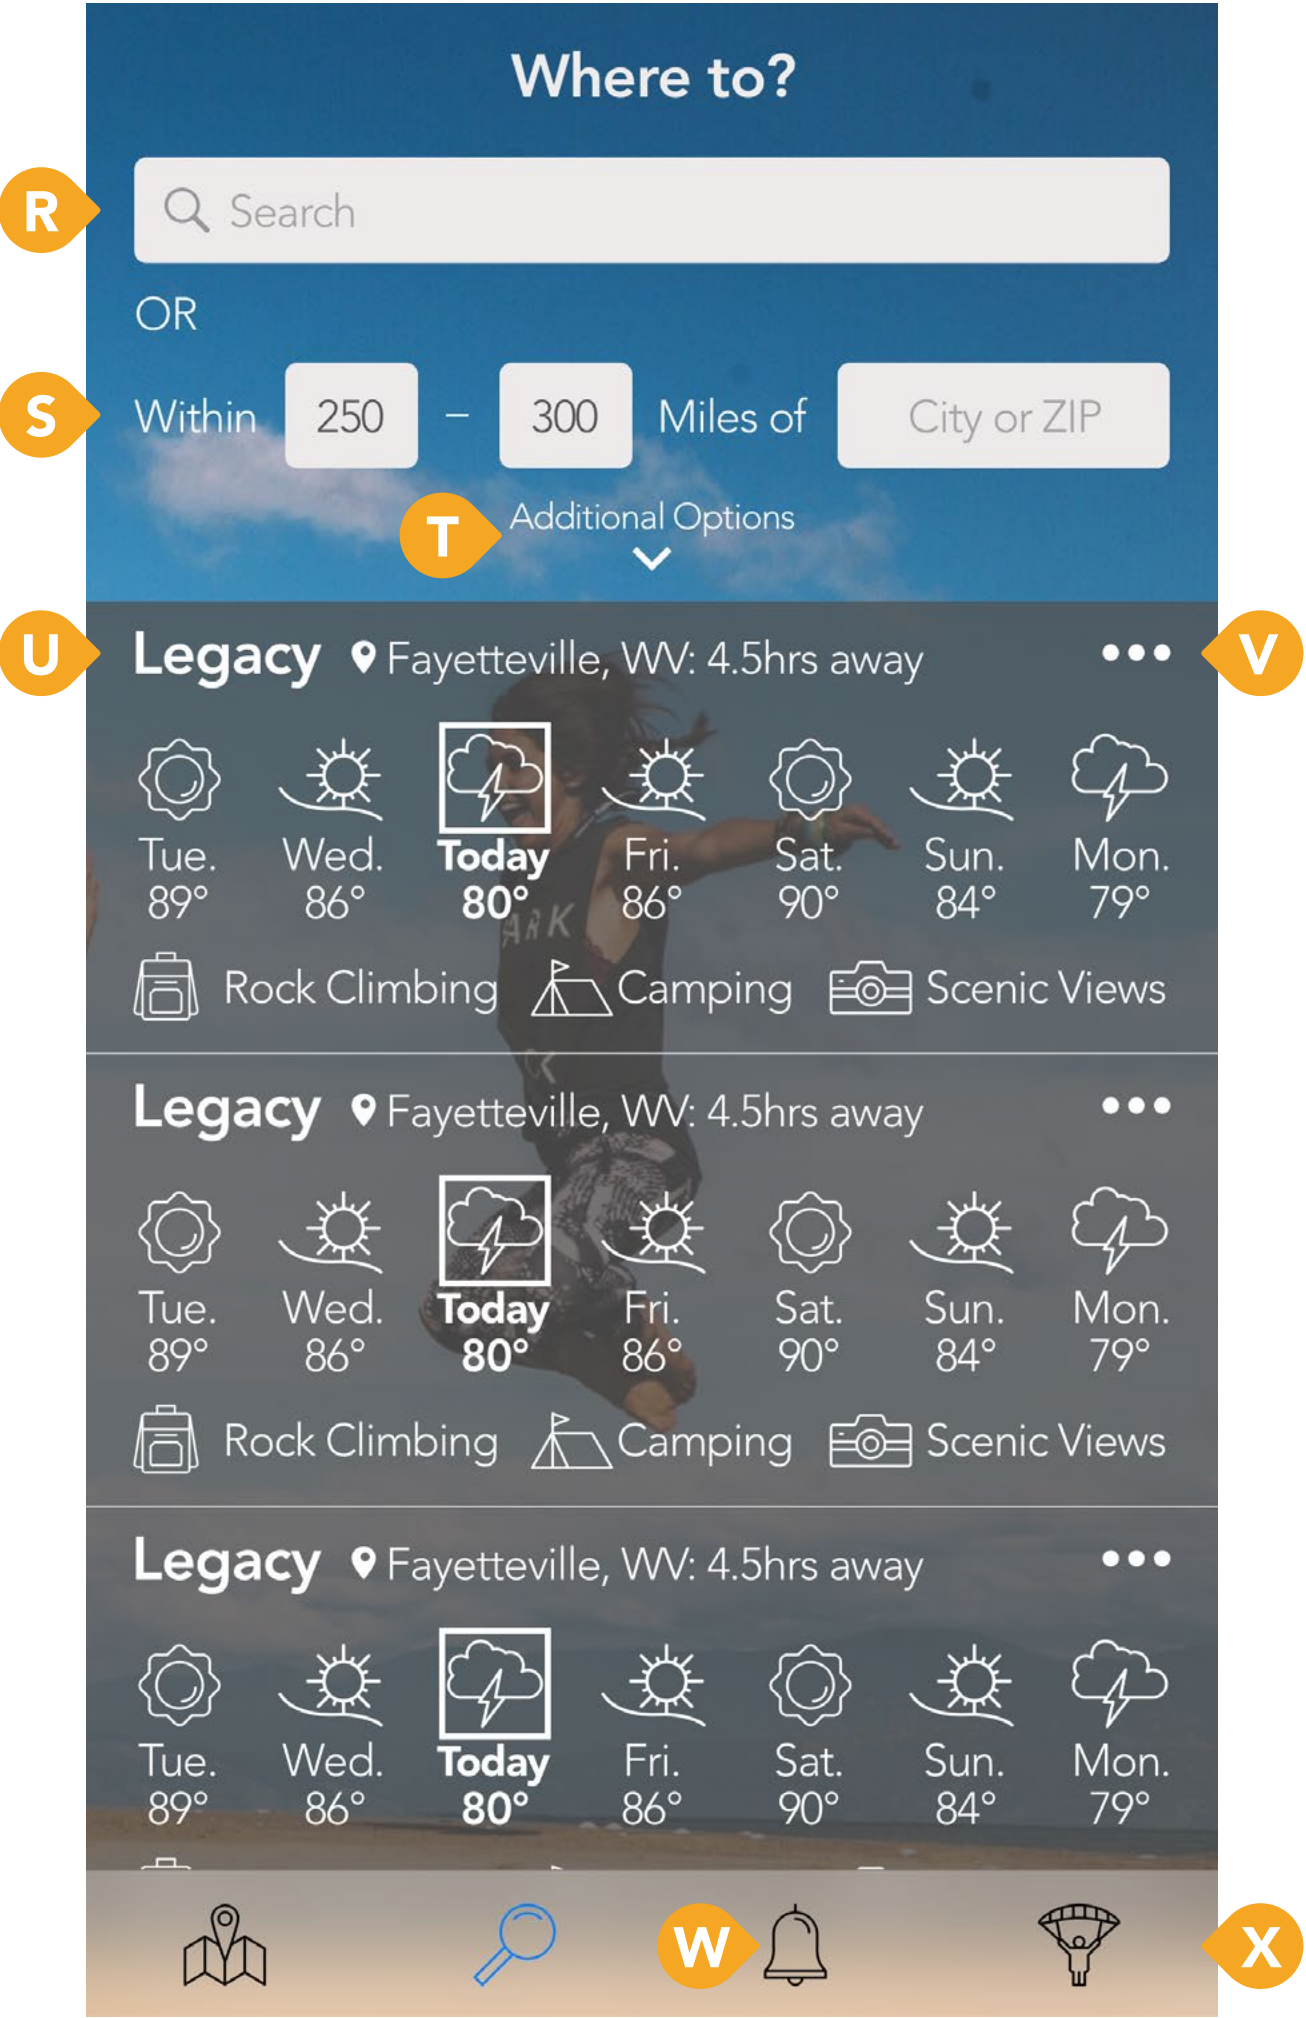 Where to?
R
Search
OR
S
Within 250 – 300 Miles of City or ZIP
T
Additional Options
U
Legacy Fayetteville, WV: 4.5hrs away
V
Tue. Wed. Today Fri. Sat. Sun. Mon.
89° 86° 80° 86° 90° 84° 79°
ARK
Rock Climbing Camping Scenic Views
CK
Legacy Fayetteville, WV: 4.5hrs away
Tue. Wed. Today Fri. Sat. Sun. Mon.
89° 86° 80° 86° 90° 84° 79°
Rock Climbing Camping Scenic Views
Legacy Fayetteville, WV: 4.5hrs away
Tue. Wed. Today Fri. Sat. Sun. Mon.
89° 86° 80° 86° 90° 84° 79°
W
X